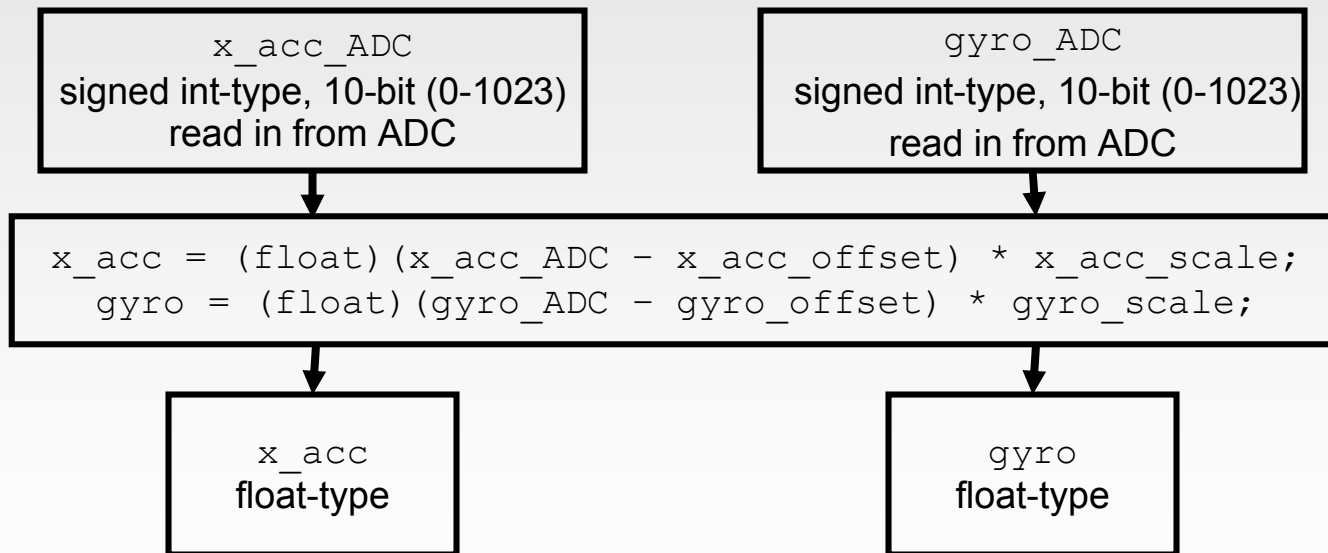 x_acc_ADC
signed int-type, 10-bit (0-1023)
read in from ADC
gyro_ADC
signed int-type, 10-bit (0-1023)
read in from ADC
x_acc = (float)(x_acc_ADC – x_acc_offset) * x_acc_scale;
gyro = (float)(gyro_ADC – gyro_offset) * gyro_scale;
x_acc
float-type
gyro
float-type